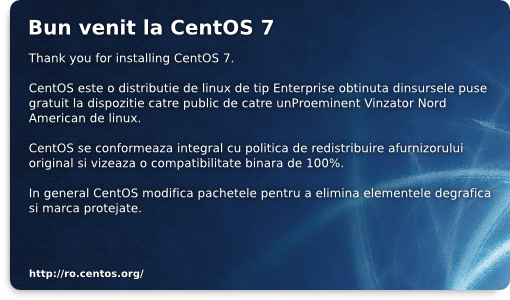 Bun venit la CentOS 7
Thank you for installing CentOS 7.
CentOS este o distributie de linux de tip Enterprise obtinuta dinsursele puse
gratuit la dispozitie catre public de catre unProeminent Vinzator Nord
American de linux.
CentOS se conformeaza integral cu politica de redistribuire afurnizorului
original si vizeaza o compatibilitate binara de 100%.
In general CentOS modifica pachetele pentru a elimina elementele degrafica
si marca protejate.
http://ro.centos.org/